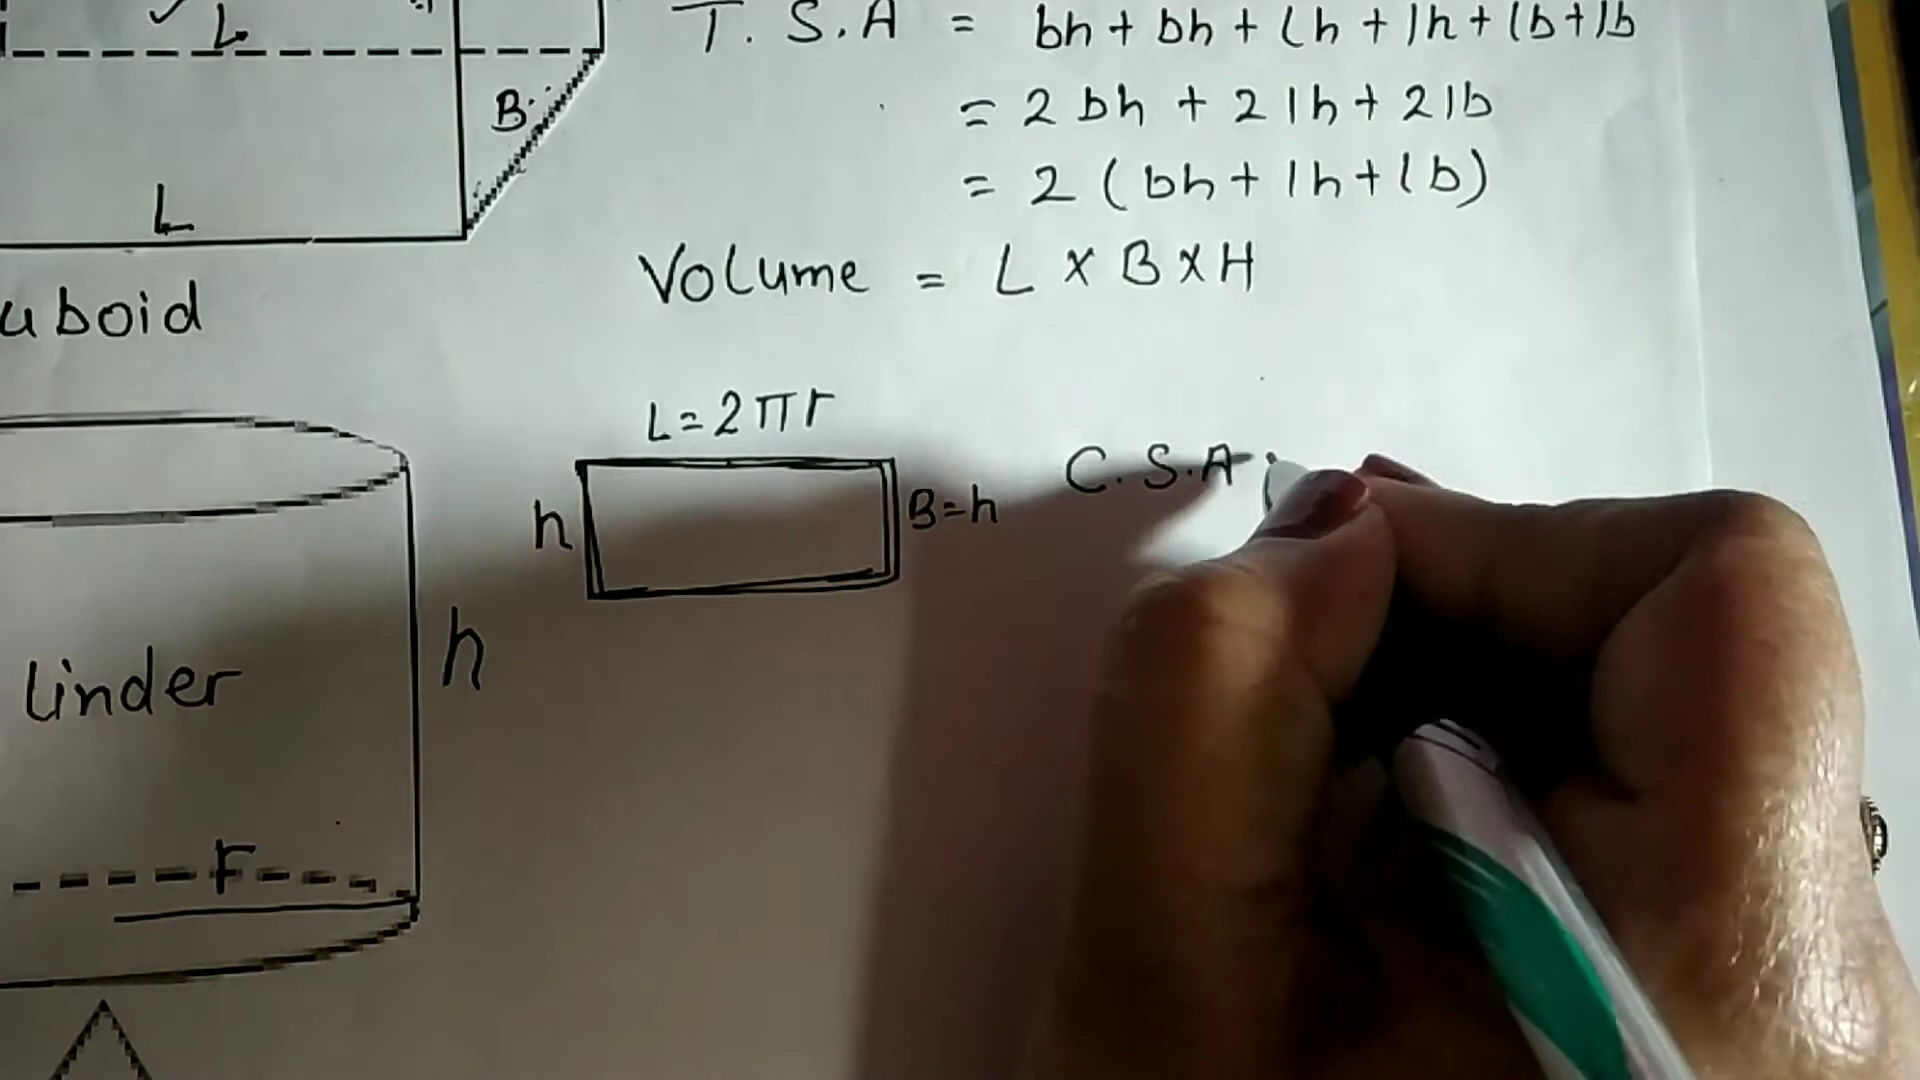 L
T. S. A = bh + bh + lh + lh + lb + lb
B
= 2 bh + 2 lh + 2 lb
= 2 ( bh + lh + lb )
L
Volume = L x B x H
uboid
L = 2πr
C. S. A
h
B = h
h
linder
r